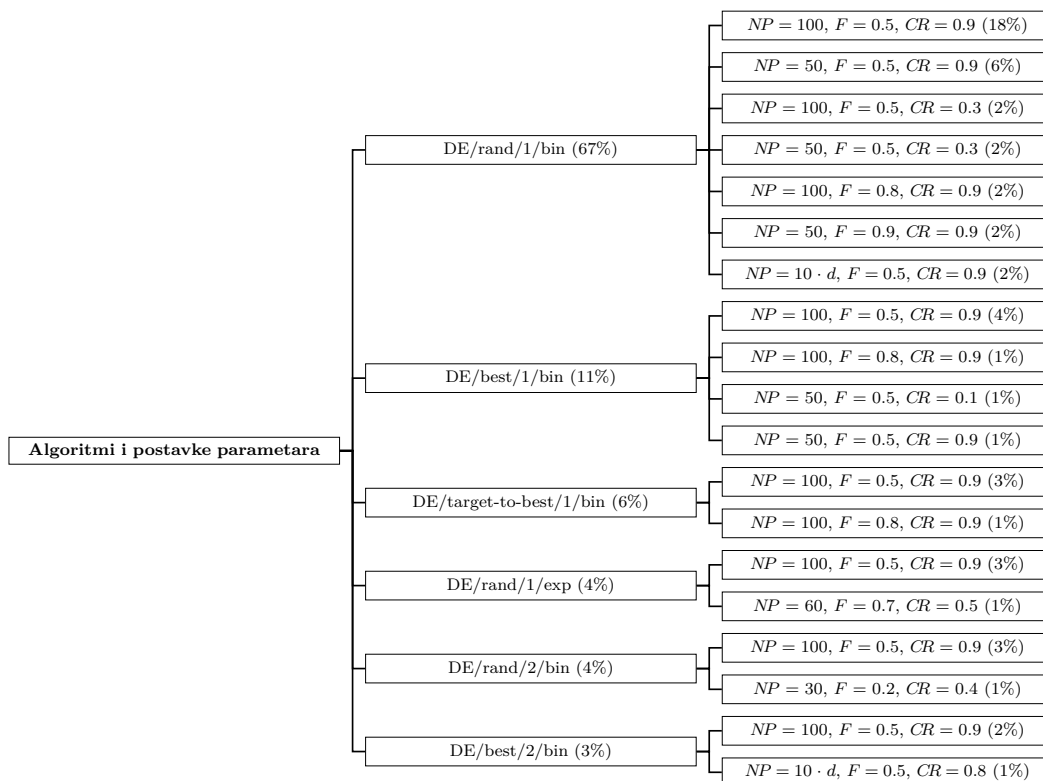 Algoritmi i postavke parametara
DE/rand/1/bin (67%)
NP = 100, F = 0.5, CR = 0.9 (18%)
NP = 50, F = 0.5, CR = 0.9 (6%)
NP = 100, F = 0.5, CR = 0.3 (2%)
NP = 50, F = 0.5, CR = 0.3 (2%)
NP = 100, F = 0.8, CR = 0.9 (2%)
NP = 50, F = 0.9, CR = 0.9 (2%)
NP = 10 · d, F = 0.5, CR = 0.9 (2%)
DE/best/1/bin (11%)
NP = 100, F = 0.5, CR = 0.9 (4%)
NP = 100, F = 0.8, CR = 0.9 (1%)
NP = 50, F = 0.5, CR = 0.1 (1%)
NP = 50, F = 0.5, CR = 0.9 (1%)
DE/target-to-best/1/bin (6%)
NP = 100, F = 0.5, CR = 0.9 (3%)
NP = 100, F = 0.8, CR = 0.9 (1%)
DE/rand/1/exp (4%)
NP = 100, F = 0.5, CR = 0.9 (3%)
NP = 60, F = 0.7, CR = 0.5 (1%)
DE/rand/2/bin (4%)
NP = 100, F = 0.5, CR = 0.9 (3%)
NP = 30, F = 0.2, CR = 0.4 (1%)
DE/best/2/bin (3%)
NP = 100, F = 0.5, CR = 0.9 (2%)
NP = 10 · d, F = 0.5, CR = 0.8 (1%)